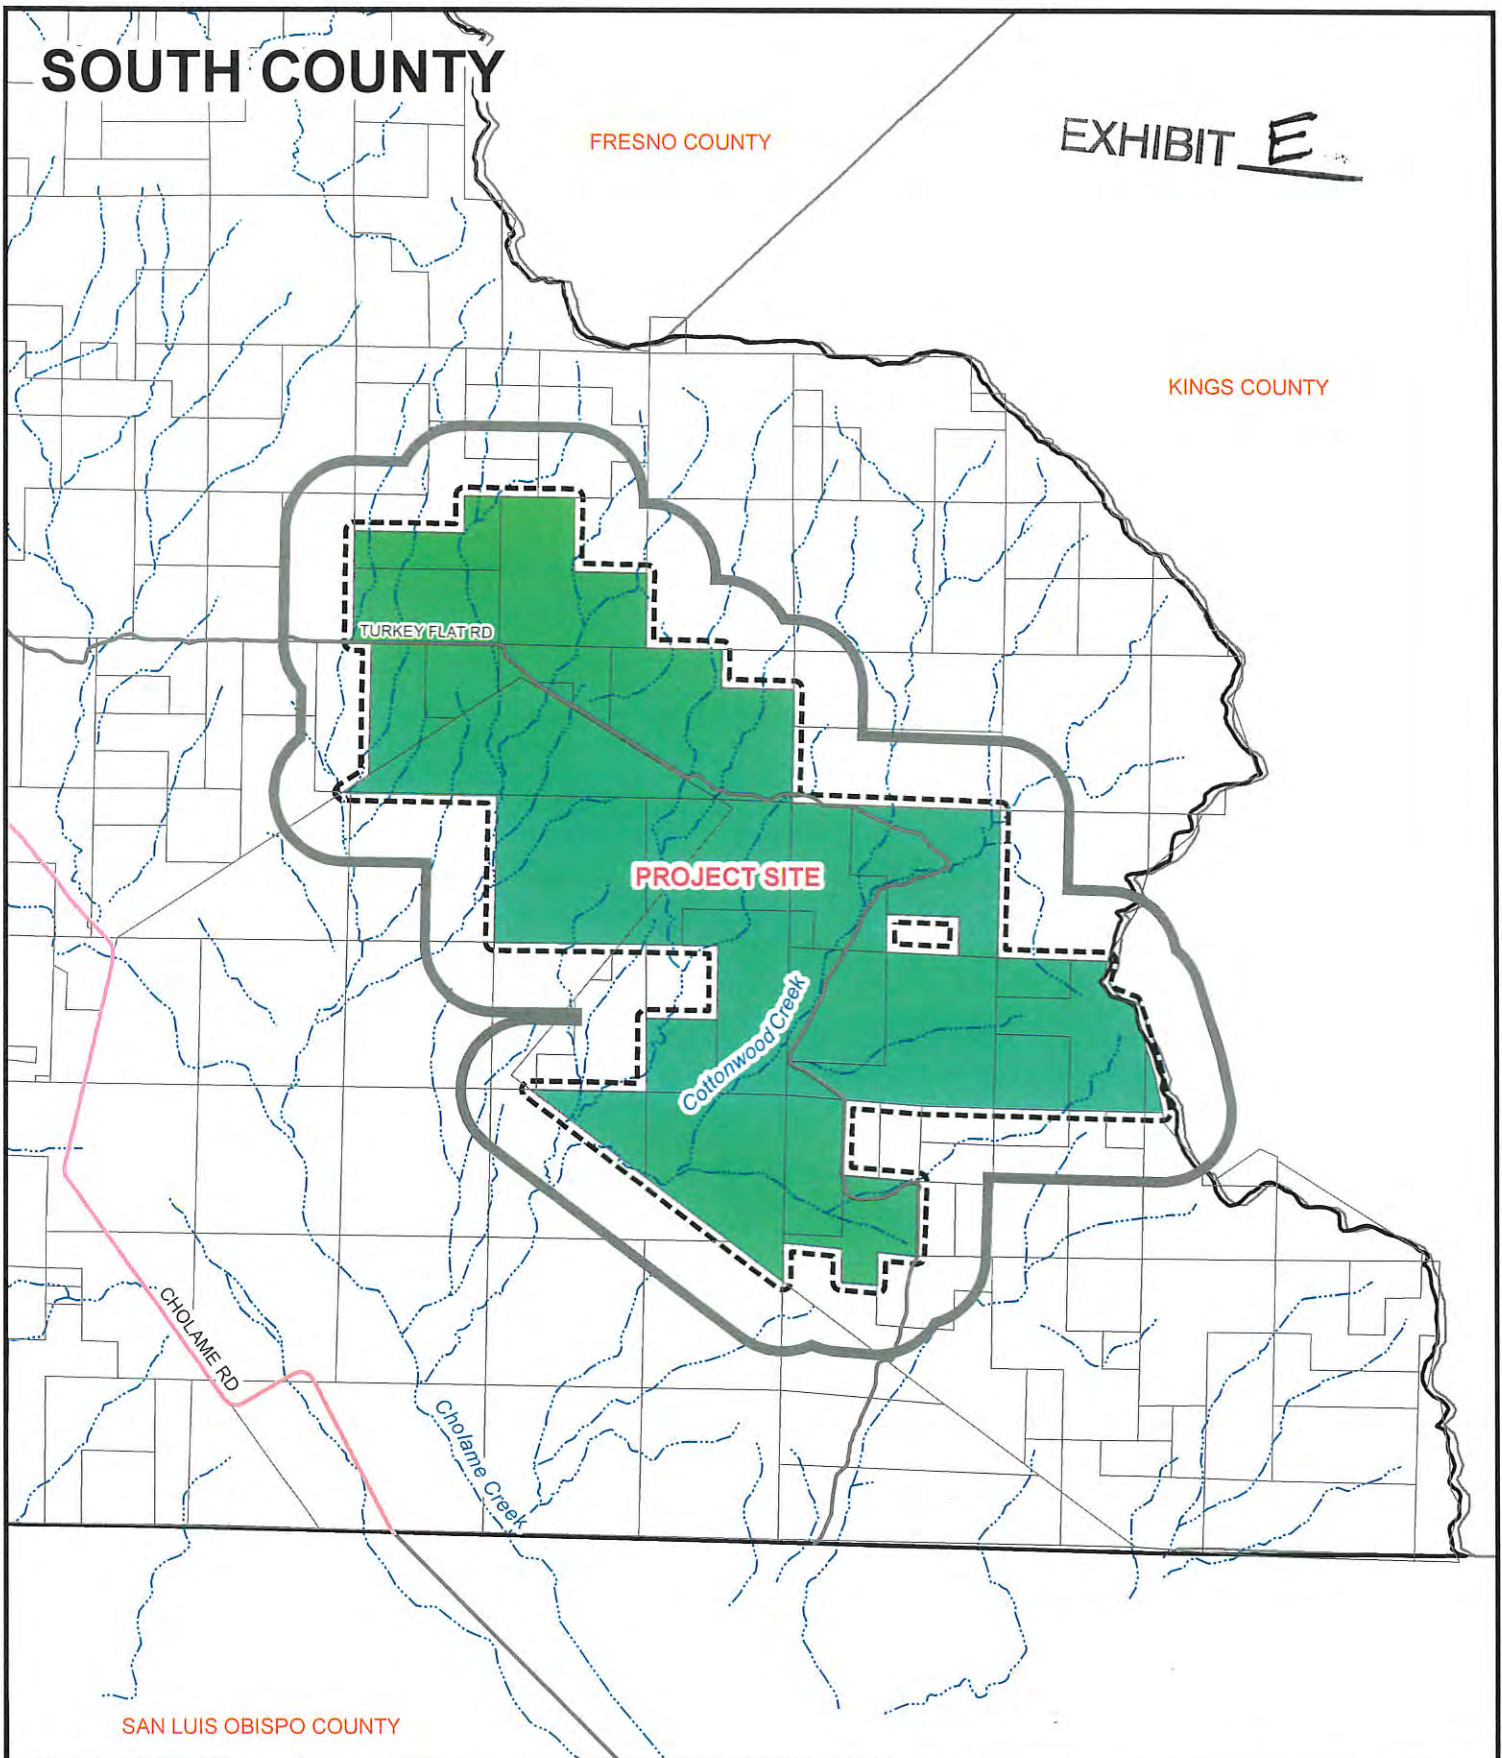 SOUTH COUNTY
EXHIBIT E
FRESNO COUNTY
KINGS COUNTY
TURKEY FLAT RD
PROJECT SITE
Cottonwood Creek
CHOLAME RD
Cholame Creek
SAN LUIS OBISPO COUNTY